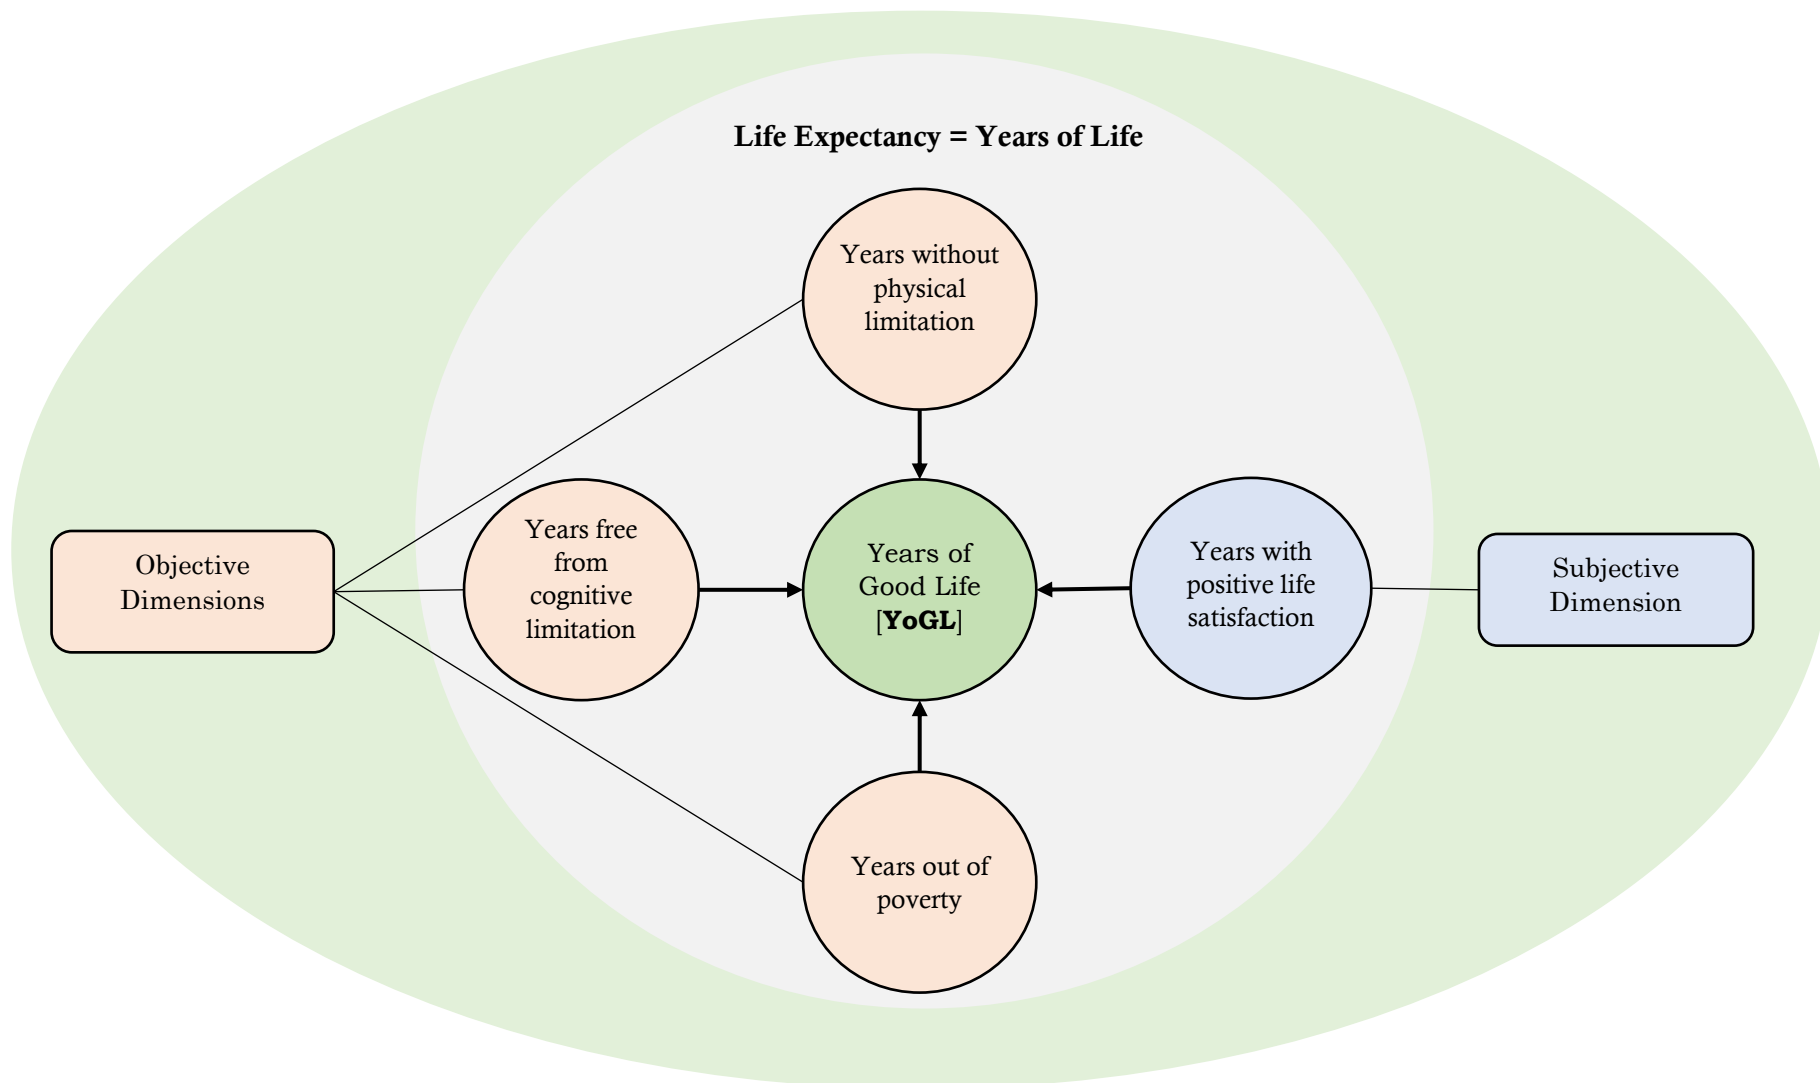 Life Expectancy = Years of Life
Years without
physical
limitation
Objective
Dimensions
Years free
from
cognitive
limitation
Years of
Good Life
[YoGL]
Years with
positive life
satisfaction
Subjective
Dimension
Years out of
poverty